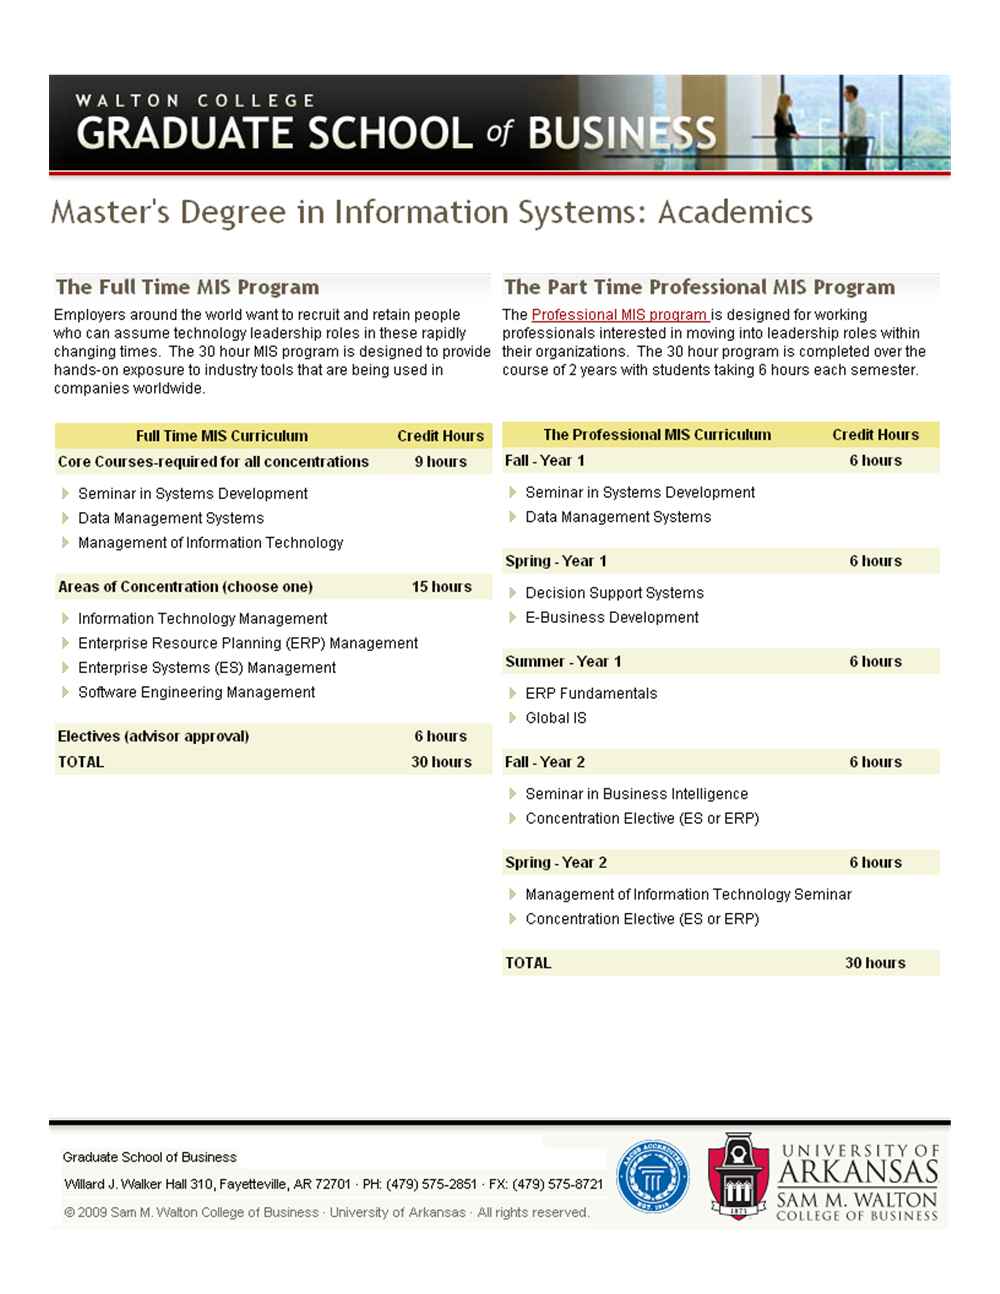 WALTON COLLEGE
GRADUATE SCHOOL of BUSINESS
Master's Degree in Information Systems: Academics
The Full Time MIS Program
Employers around the world want to recruit and retain people
who can assume technology leadership roles in these rapidly
changing times. The 30 hour MIS program is designed to provide
hands-on exposure to industry tools that are being used in
companies worldwide.
Full Time MIS Curriculum Credit Hours
Core Courses-required for all concentrations 9 hours
Seminar in Systems Development
Data Management Systems
Management of Information Technology
Areas of Concentration (choose one) 15 hours
Information Technology Management
Enterprise Resource Planning (ERP) Management
Enterprise Systems (ES) Management
Software Engineering Management
Electives (advisor approval) 6 hours
TOTAL 30 hours
The Part Time Professional MIS Program
The Professional MIS program is designed for working
professionals interested in moving into leadership roles within
their organizations. The 30 hour program is completed over the
course of 2 years with students taking 6 hours each semester.
The Professional MIS Curriculum Credit Hours
Fall - Year 1 6 hours
Seminar in Systems Development
Data Management Systems
Spring - Year 1 6 hours
Decision Support Systems
E-Business Development
Summer - Year 1 6 hours
ERP Fundamentals
Global IS
Fall - Year 2 6 hours
Seminar in Business Intelligence
Concentration Elective (ES or ERP)
Spring - Year 2 6 hours
Management of Information Technology Seminar
Concentration Elective (ES or ERP)
TOTAL 30 hours
Graduate School of Business
Willard J. Walker Hall 310, Fayetteville, AR 72701 · PH: (479) 575-2851 · FX: (479) 575-8721
© 2009 Sam M. Walton College of Business · University of Arkansas · All rights reserved.
AACSB ACCREDITED
EST. 1916
1871
UNIVERSITY OF
ARKANSAS
SAM M. WALTON
COLLEGE OF BUSINESS